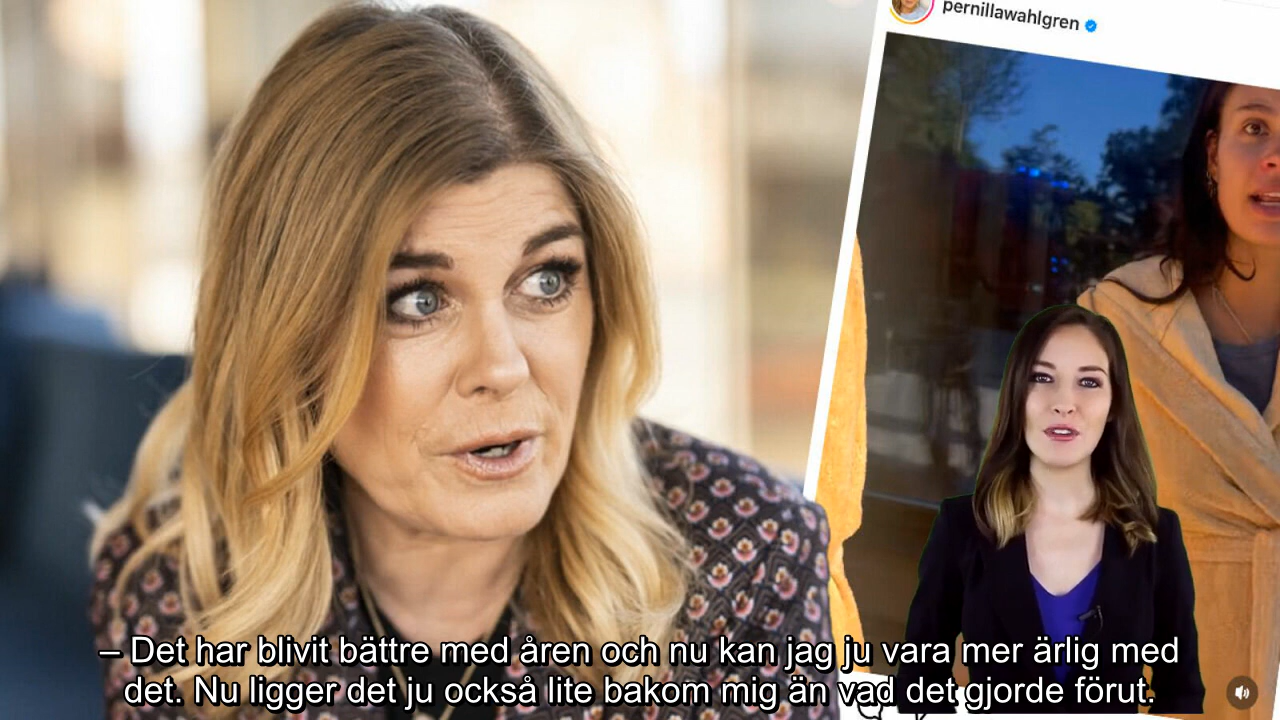 pernillawahlgren
– Det har blivit bättre med åren och nu kan jag ju vara mer ärlig med
det. Nu ligger det ju också lite bakom mig än vad det gjorde förut.